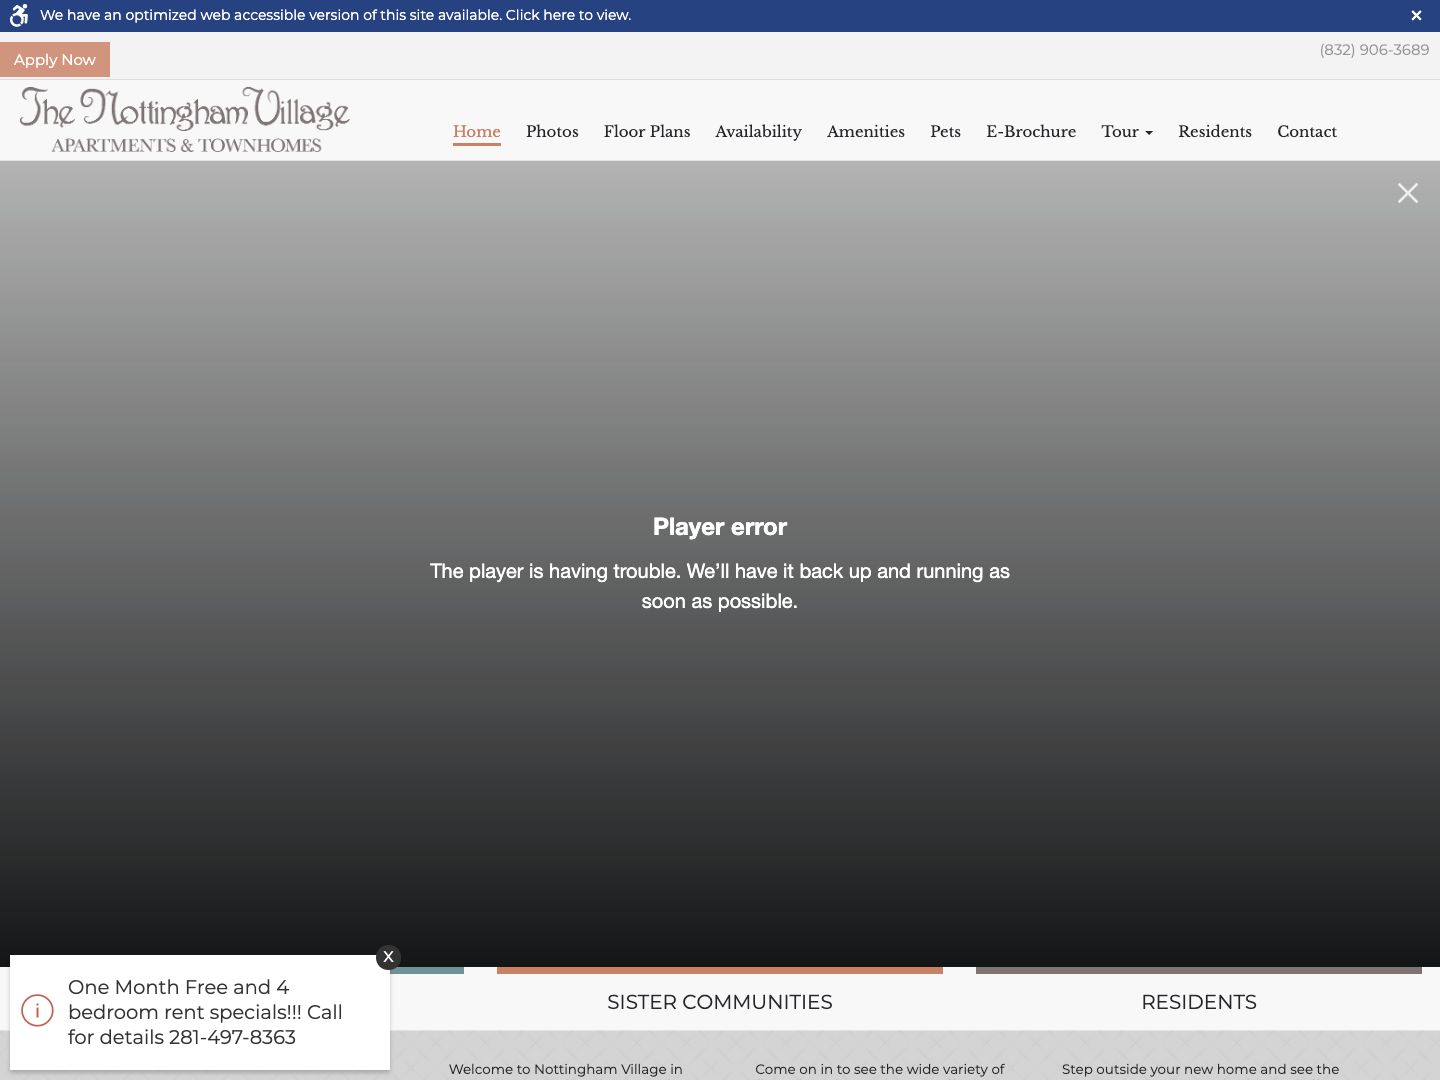 We have an optimized web accessible version of this site available. Click here to view.
×
Apply Now
(832) 906-3689
The Nottingham Village
APARTMENTS & TOWNHOMES
Home
Photos
Floor Plans
Availability
Amenities
Pets
E-Brochure
Tour
Residents
Contact
Player error
The player is having trouble. We’ll have it back up and running as
soon as possible.
X
One Month Free and 4
bedroom rent specials!!! Call
for details 281-497-8363
SISTER COMMUNITIES
RESIDENTS
Welcome to Nottingham Village in
Come on in to see the wide variety of
Step outside your new home and see the